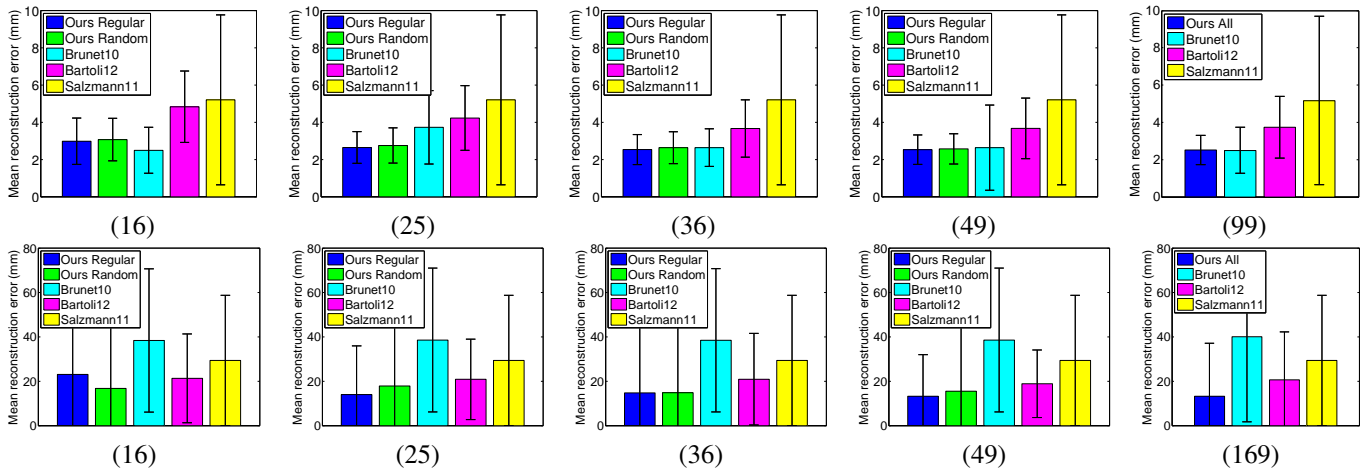 Mean reconstruction error (mm)
10
8
6
4
2
0
Ours Regular
Ours Random
Brunet10
Bartoli12
Salzmann11
(16)
Mean reconstruction error (mm)
10
8
6
4
2
0
Ours Regular
Ours Random
Brunet10
Bartoli12
Salzmann11
(25)
Mean reconstruction error (mm)
10
8
6
4
2
0
Ours Regular
Ours Random
Brunet10
Bartoli12
Salzmann11
(36)
Mean reconstruction error (mm)
10
8
6
4
2
0
Ours Regular
Ours Random
Brunet10
Bartoli12
Salzmann11
(49)
Mean reconstruction error (mm)
10
8
6
4
2
0
Ours All
Brunet10
Bartoli12
Salzmann11
(99)
Mean reconstruction error (mm)
80
60
40
20
0
Ours Regular
Ours Random
Brunet10
Bartoli12
Salzmann11
(16)
Mean reconstruction error (mm)
80
60
40
20
0
Ours Regular
Ours Random
Brunet10
Bartoli12
Salzmann11
(25)
Mean reconstruction error (mm)
80
60
40
20
0
Ours Regular
Ours Random
Brunet10
Bartoli12
Salzmann11
(36)
Mean reconstruction error (mm)
80
60
40
20
0
Ours Regular
Ours Random
Brunet10
Bartoli12
Salzmann11
(49)
Mean reconstruction error (mm)
80
60
40
20
0
Ours All
Brunet10
Bartoli12
Salzmann11
(169)